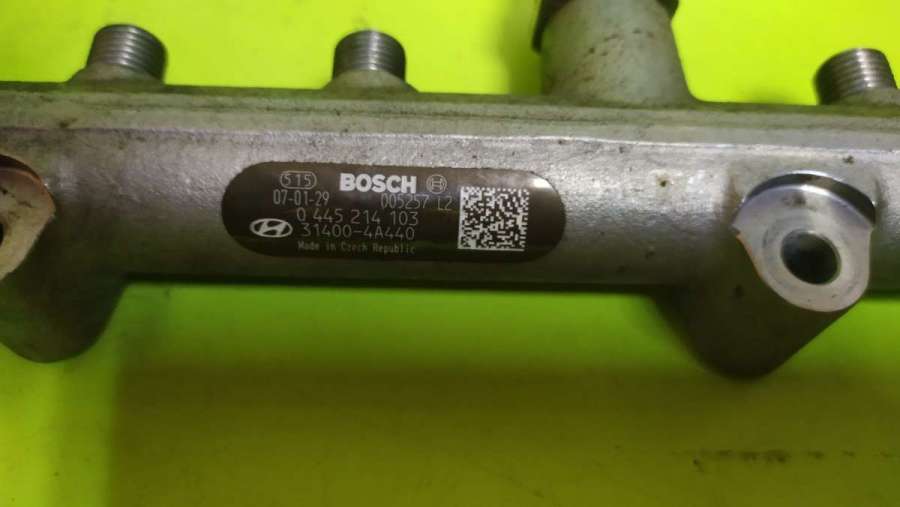 515 BOSCH
07-01-29 005257 L2
0 445 214 103
31400-4A440
Made in Czech Republic